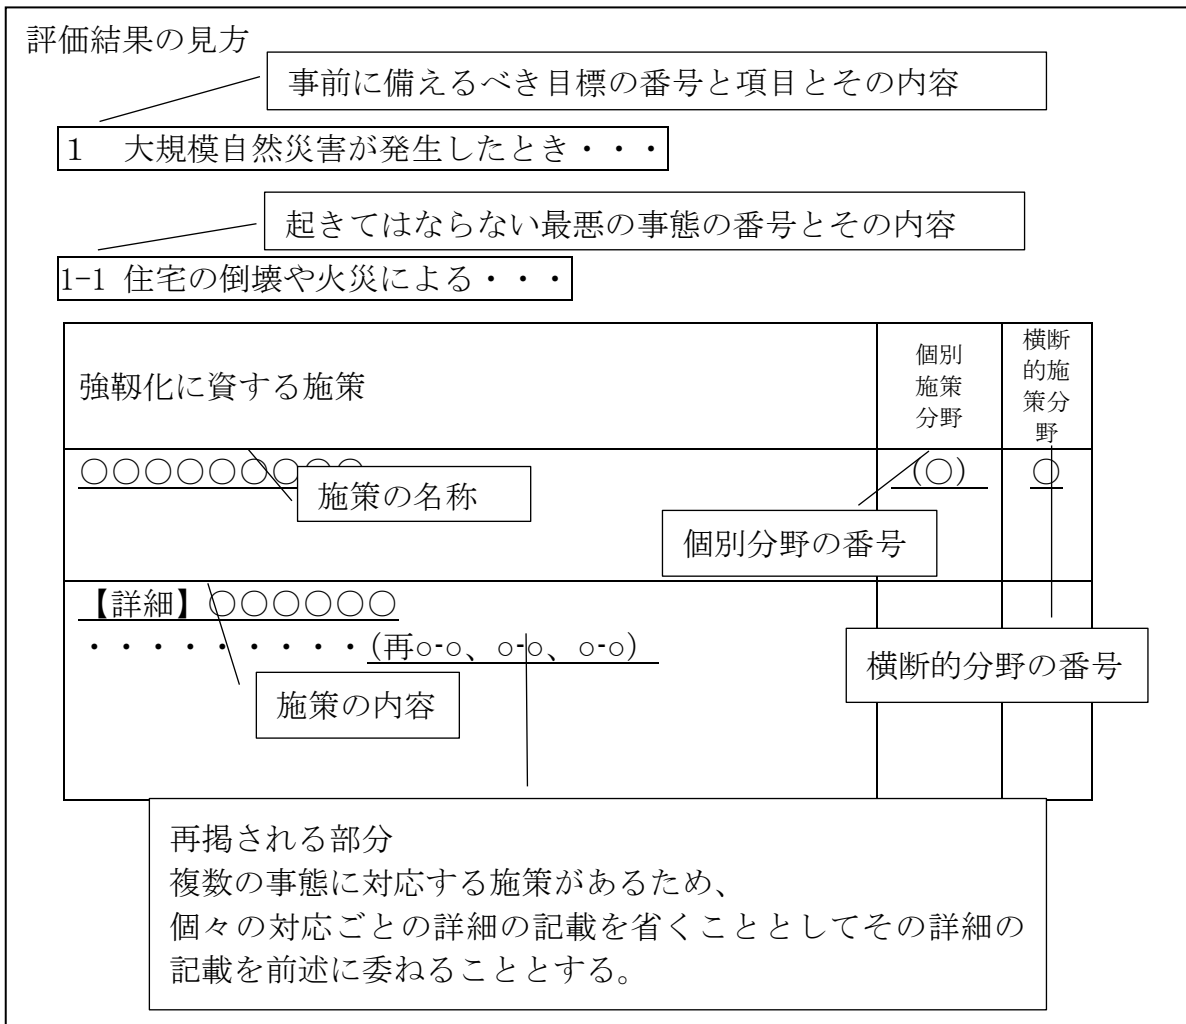 評価結果の見方
事前に備えるべき目標の番号と項目とその内容
1 大規模自然災害が発生したとき・・・
起きてはならない最悪の事態の番号とその内容
1-1 住宅の倒壊や火災による・・・
強靱化に資する施策
個別
施策
分野
横断
的施
策分
野
○○○○○○○○○
(○)
○
施策の名称
個別分野の番号
【詳細】○○○○○○
・・・・・・・・・(再○-○、○-○、○-○)
横断的分野の番号
施策の内容
再掲される部分
複数の事態に対応する施策があるため、
個々の対応ごとの詳細の記載を省くこととしてその詳細の
記載を前述に委ねることとする。